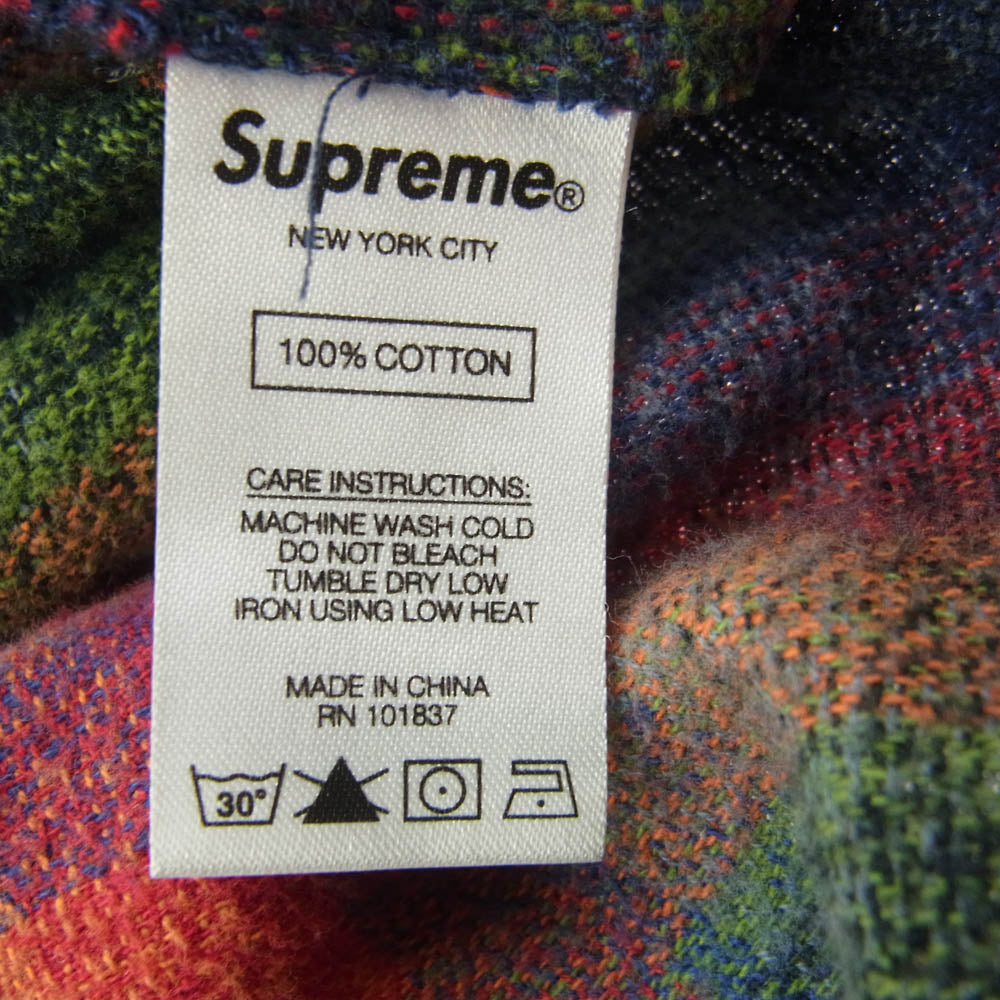 Supreme®
NEW YORK CITY
100% COTTON
CARE INSTRUCTIONS:
MACHINE WASH COLD
DO NOT BLEACH
TUMBLE DRY LOW
IRON USING LOW HEAT
MADE IN CHINA
RN 101837
30°